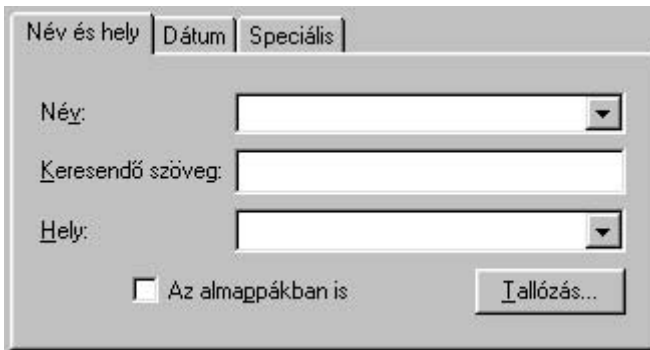 Név és hely Dátum Speciális
Név:
Keresendő szöveg:
Hely:
Az almappákban is Tallózás...